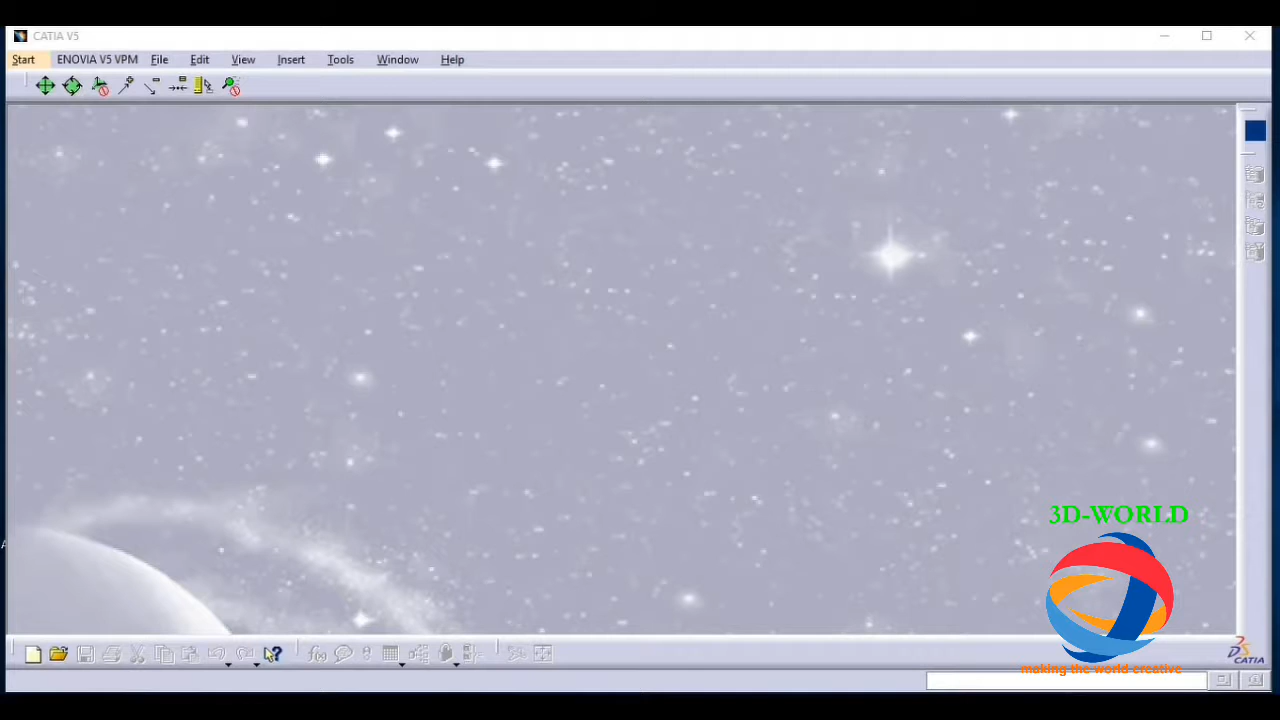 CATIA V5
Start ENOVIA V5 VPM File Edit View Insert Tools Window Help
3D-WORLD
making the world creative
f(x)
CATIA